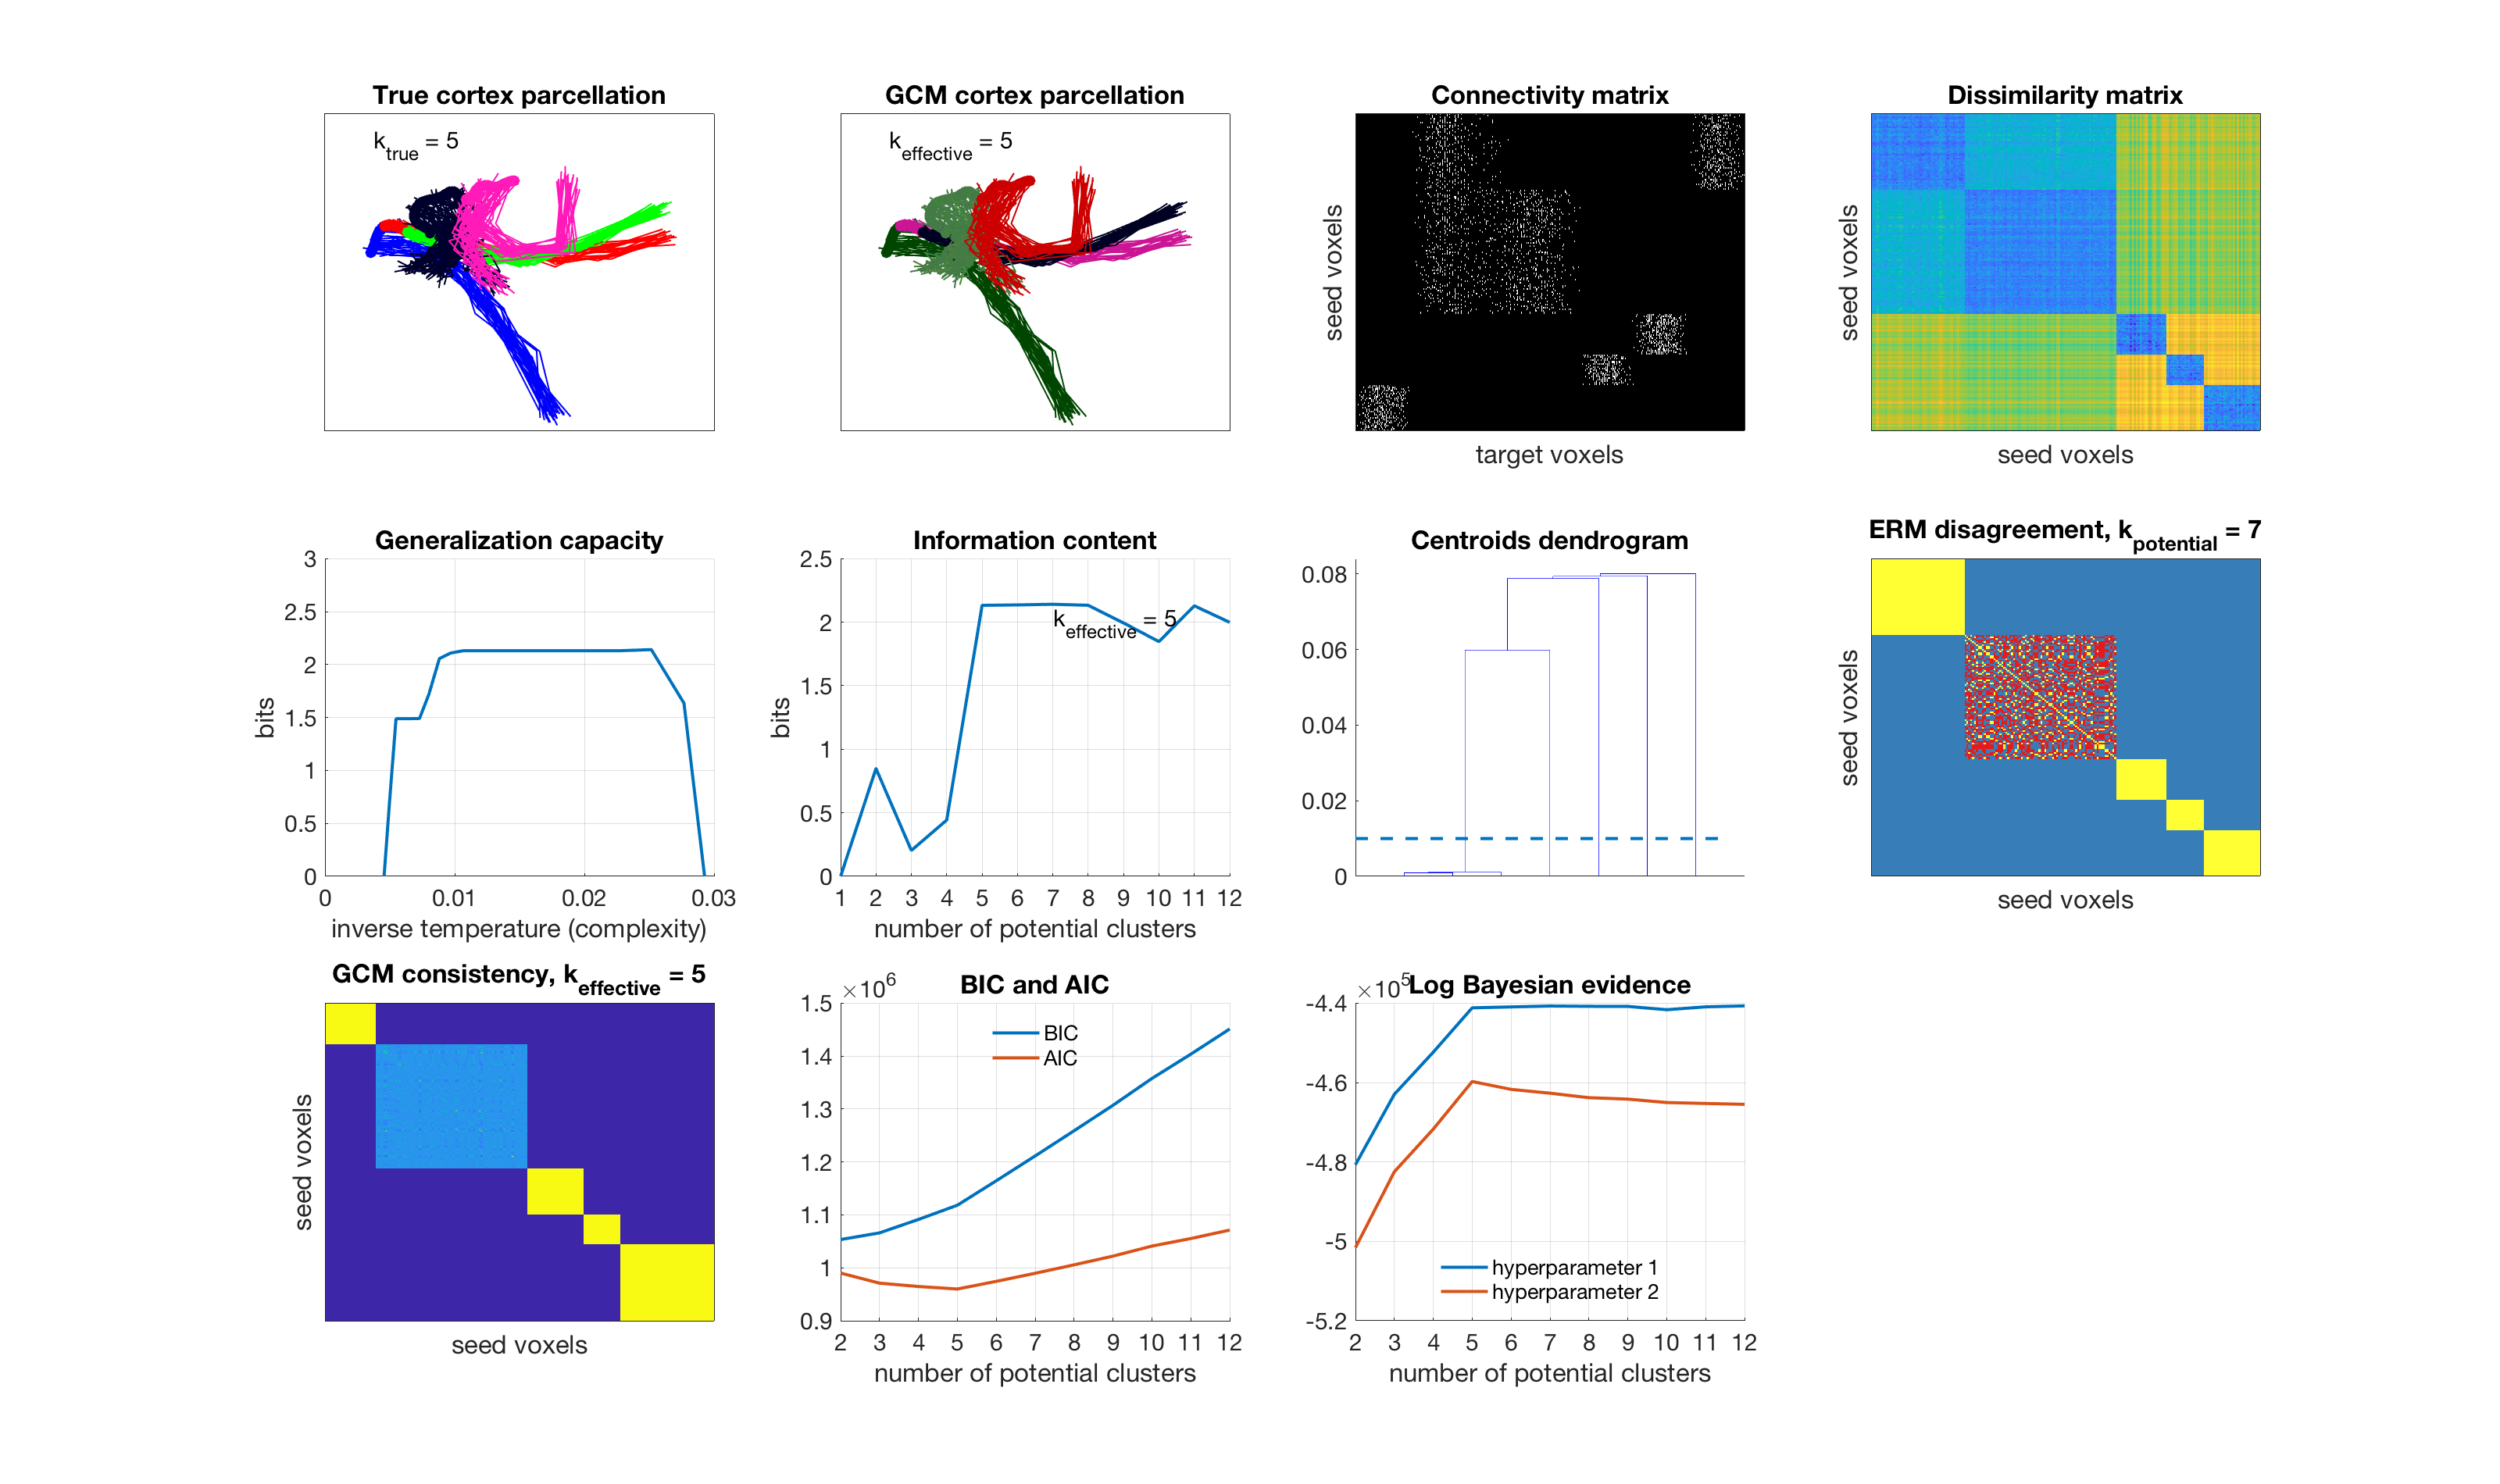 True cortex parcellation
k_true = 5
GCM cortex parcellation
k_effective = 5
Connectivity matrix
seed voxels
target voxels
Dissimilarity matrix
seed voxels
seed voxels
Generalization capacity
3
2.5
2
1.5
1
0.5
0
bits
0 0.01 0.02 0.03
inverse temperature (complexity)
Information content
2.5
2
1.5
1
0.5
0
bits
k_effective = 5
1 2 3 4 5 6 7 8 9 10 11 12
number of potential clusters
Centroids dendrogram
0.08
0.06
0.04
0.02
0
ERM disagreement, k_potential = 7
seed voxels
seed voxels
GCM consistency, k_effective = 5
seed voxels
seed voxels
BIC and AIC
×10^6
1.5
1.4
1.3
1.2
1.1
1
0.9
BIC
AIC
2 3 4 5 6 7 8 9 10 11 12
number of potential clusters
Log Bayesian evidence
×10^5
-4.4
-4.6
-4.8
-5
-5.2
hyperparameter 1
hyperparameter 2
2 3 4 5 6 7 8 9 10 11 12
number of potential clusters